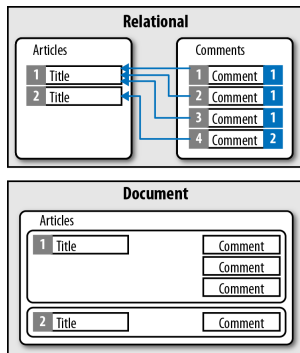 Relational
Articles
Comments
1 Title
2 Title
1 Comment 1
2 Comment 1
3 Comment 1
4 Comment 2
Document
Articles
1 Title
Comment
Comment
Comment
2 Title
Comment